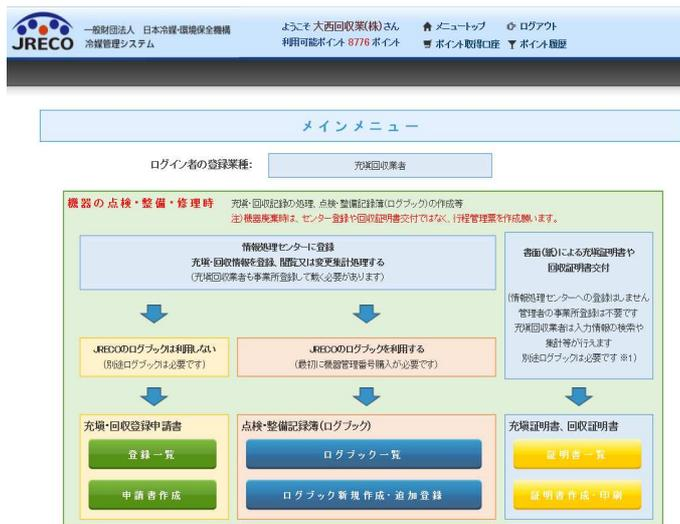 JRECO
一般財団法人 日本冷媒・環境保全機構
冷媒管理システム
ようこそ 大西回収業(株)さん
利用可能ポイント 8776 ポイント
メニュートップ
ログアウト
ポイント取得口座
ポイント履歴
メインメニュー
ログイン者の登録業種:
充塡回収業者
機器の点検・整備・修理時
充塡・回収記録の処理、点検・整備記録簿(ログブック)の作成等
注)機器廃棄時は、センター登録や回収証明書交付ではなく、行程管理票を作成願います。
情報処理センターに登録
充塡・回収情報を登録、閲覧又は変更集計処理する
(充塡回収業者も事業所登録して戴く必要があります)
書面(紙)による充塡証明書や
回収証明書交付
(情報処理センターへの登録はしません
管理者の事業所登録は不要です
充塡回収業者は入力情報の検索や
集計等が行えます
別途ログブックは必要です ※1)
JRECOのログブックは利用しない
(別途ログブックは必要です)
JRECOのログブックを利用する
(最初に機器管理番号購入が必要です)
充塡・回収登録申請書
登録一覧
申請書作成
点検・整備記録簿(ログブック)
ログブック一覧
ログブック新規作成・追加登録
充塡証明書、回収証明書
証明書一覧
証明書作成・印刷